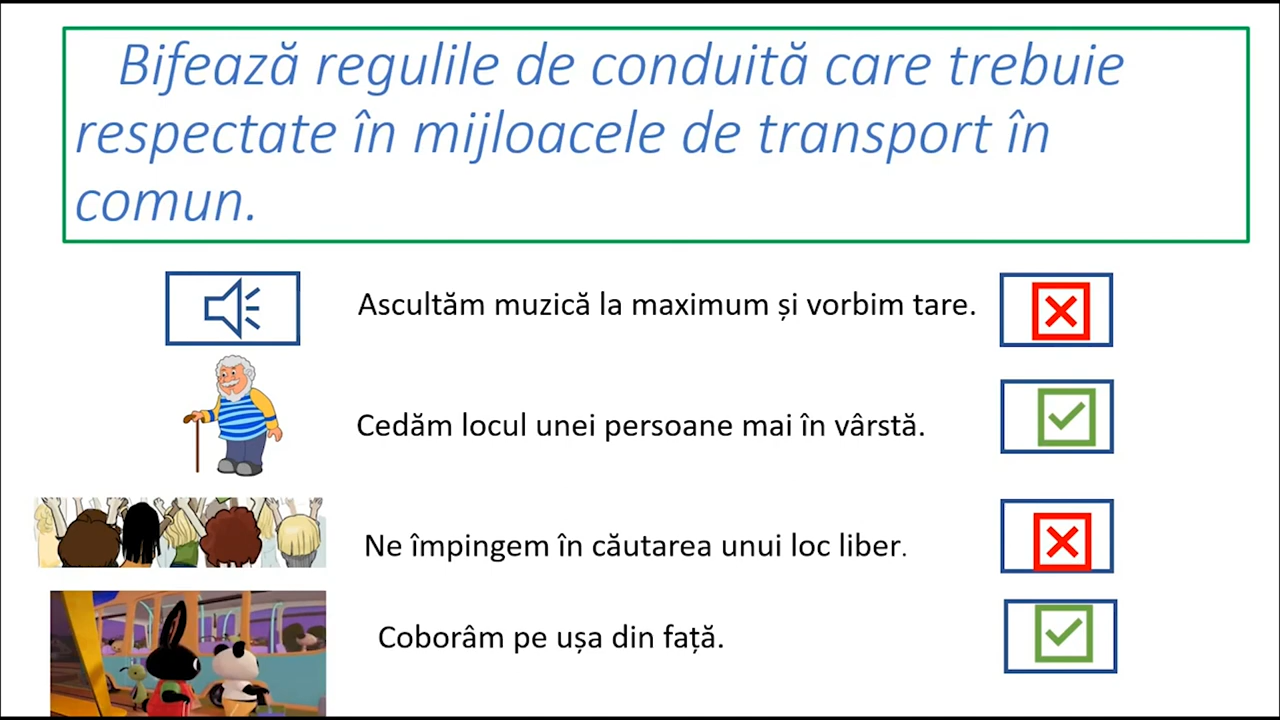 Bifează regulile de conduită care trebuie
respectate în mijloacele de transport în
comun.
Ascultăm muzică la maximum și vorbim tare.
Cedăm locul unei persoane mai în vârstă.
Ne împingem în căutarea unui loc liber.
Coborâm pe ușa din față.